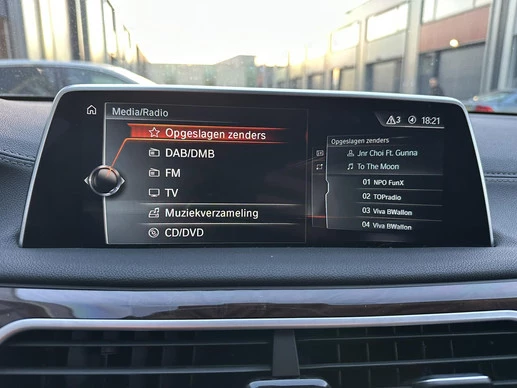 Media/Radio
3 18:21
Opgeslagen zenders
DAB/DMB
FM
TV
Muziekverzameling
CD/DVD
Opgeslagen zenders
Jnr Choi Ft. Gunna
To The Moon
01 NPO FunX
02 TOPradio
03 Viva BWallon
04 Viva BWallon